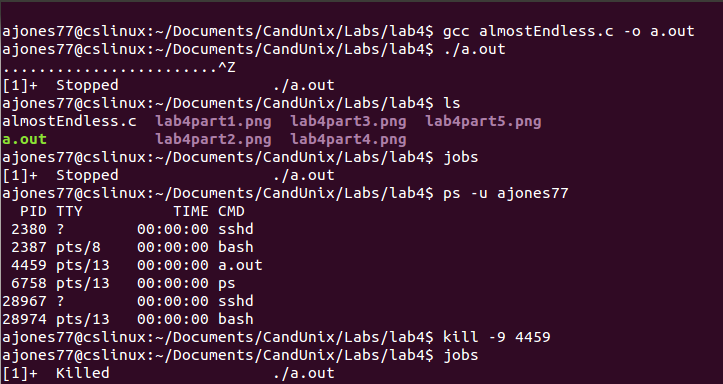 ajones77@cslinux:~/Documents/CandUnix/Labs/lab4$ gcc almostEndless.c -o a.out
ajones77@cslinux:~/Documents/CandUnix/Labs/lab4$ ./a.out
........................^Z
[1]+  Stopped                 ./a.out
ajones77@cslinux:~/Documents/CandUnix/Labs/lab4$ ls
almostEndless.c  lab4part1.png  lab4part3.png  lab4part5.png
a.out            lab4part2.png  lab4part4.png
ajones77@cslinux:~/Documents/CandUnix/Labs/lab4$ jobs
[1]+  Stopped                 ./a.out
ajones77@cslinux:~/Documents/CandUnix/Labs/lab4$ ps -u ajones77
  PID TTY          TIME CMD
 2380 ?        00:00:00 sshd
 2387 pts/8    00:00:00 bash
 4459 pts/13   00:00:00 a.out
 6758 pts/13   00:00:00 ps
28967 ?        00:00:00 sshd
28974 pts/13   00:00:00 bash
ajones77@cslinux:~/Documents/CandUnix/Labs/lab4$ kill -9 4459
ajones77@cslinux:~/Documents/CandUnix/Labs/lab4$ jobs
[1]+  Killed                  ./a.out